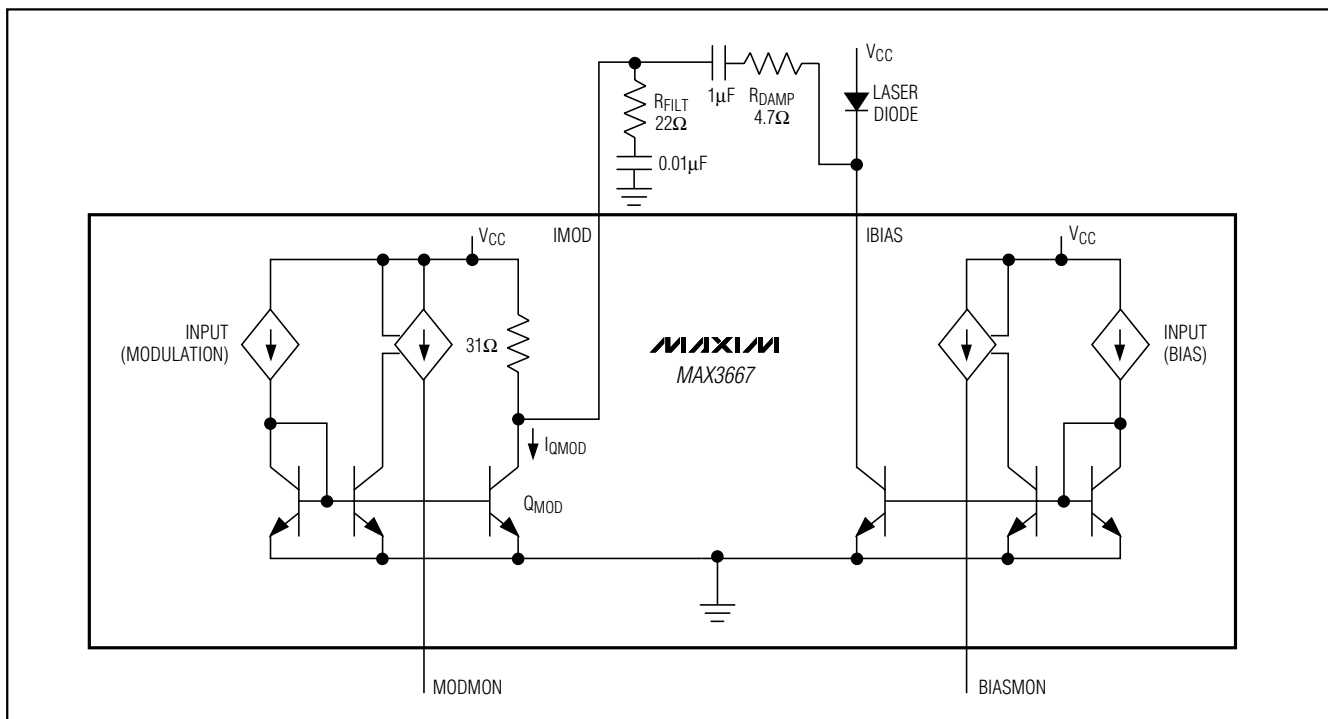 VCC
LASER
DIODE
1µF
RDAMP
4.7Ω
RFILT
22Ω
0.01µF
IMOD
IBIAS
VCC
VCC
INPUT
(MODULATION)
31Ω
MAXIM
MAX3667
INPUT
(BIAS)
IQMOD
QMOD
MODMON
BIASMON